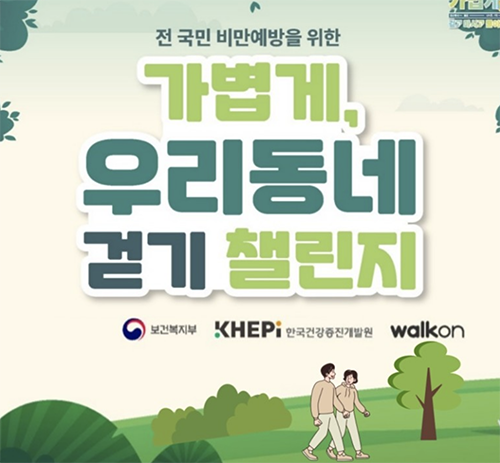 전 국민 비만예방을 위한
가볍게,
우리동네
걷기 챌린지
보건복지부 KHEPi 한국건강증진개발원 walkon